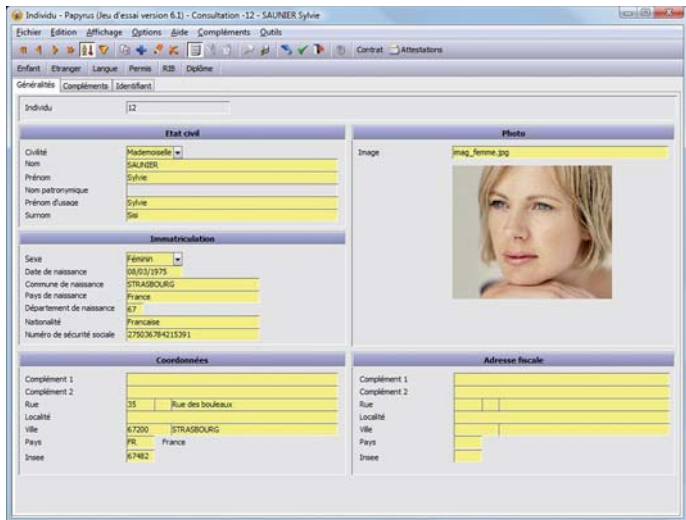 Individu - Papyrus (Jeu d'essai version 6.1) - Consultation -12 - SAUNIER Sylvie
Fichier Edition Affichage Options Aide Compléments Outils
Contrat Attestations
Enfant Etranger Langue Permis RIB Diplôme
Généralités Compléments Identifiant
Individu 12
Etat civil
Civilité Mademoiselle
Nom SAUNIER
Prénom Sylvie
Nom patronymique
Prénom d'usage Sylvie
Surnom Sisi
Photo
Image imag_femme.jpg
Immatriculation
Sexe Féminin
Date de naissance 08/03/1975
Commune de naissance STRASBOURG
Pays de naissance France
Département de naissance 67
Nationalité Francaise
Numéro de sécurité sociale 275036784215391
Coordonnées
Complément 1
Complément 2
Rue 35 Rue des bouleaux
Localité
Ville 67200 STRASBOURG
Pays FR France
Insee 67482
Adresse fiscale
Complément 1
Complément 2
Rue
Localité
Ville
Pays
Insee